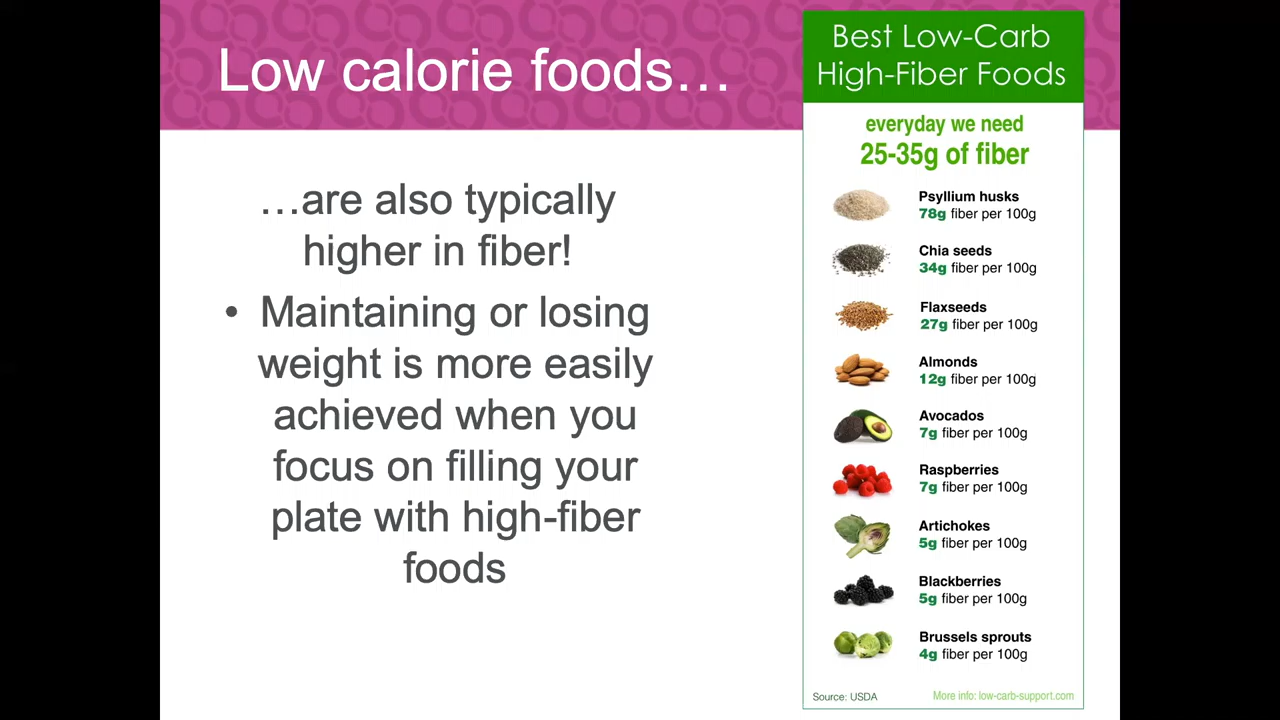 Low calorie foods…
…are also typically
higher in fiber!
• Maintaining or losing
weight is more easily
achieved when you
focus on filling your
plate with high-fiber
foods
Best Low-Carb
High-Fiber Foods
everyday we need
25-35g of fiber
Psyllium husks
78g fiber per 100g
Chia seeds
34g fiber per 100g
Flaxseeds
27g fiber per 100g
Almonds
12g fiber per 100g
Avocados
7g fiber per 100g
Raspberries
7g fiber per 100g
Artichokes
5g fiber per 100g
Blackberries
5g fiber per 100g
Brussels sprouts
4g fiber per 100g
Source: USDA
More info: low-carb-support.com